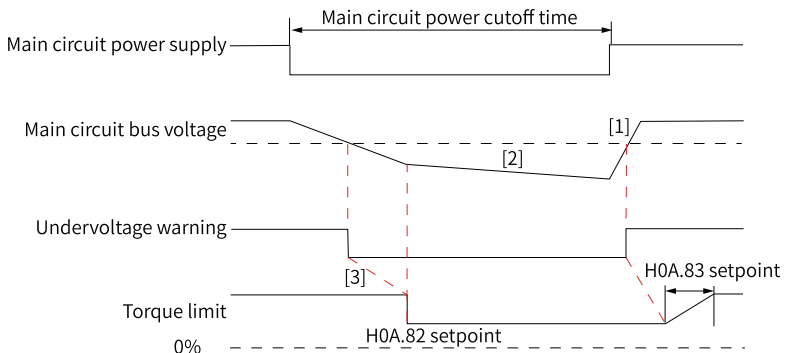 Main circuit power cutoff time
Main circuit power supply
[1]
Main circuit bus voltage
[2]
Undervoltage warning
H0A.83 setpoint
[3]
Torque limit
H0A.82 setpoint
0%